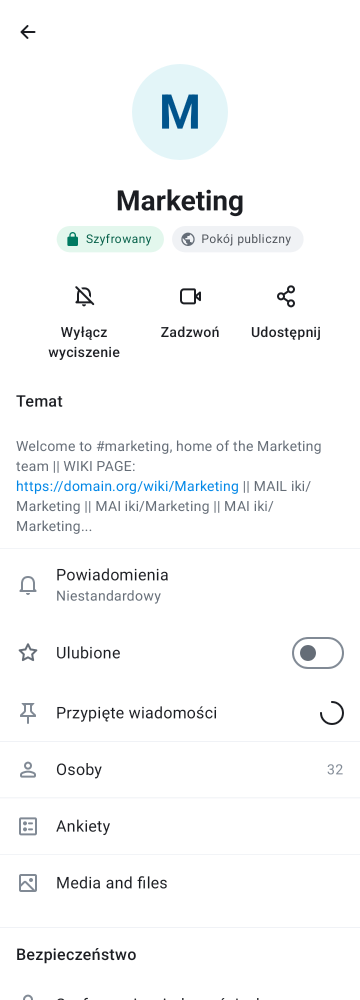 M
Marketing
Szyfrowany
Pokój publiczny
Wyłącz
wyciszenie
Zadzwoń
Udostępnij
Temat
Welcome to #marketing, home of the Marketing
team || WIKI PAGE:
https://domain.org/wiki/Marketing || MAIL iki/
Marketing || MAI iki/Marketing || MAI iki/
Marketing...
Powiadomienia
Niestandardowy
Ulubione
Przypięte wiadomości
Osoby
32
Ankiety
Media and files
Bezpieczeństwo